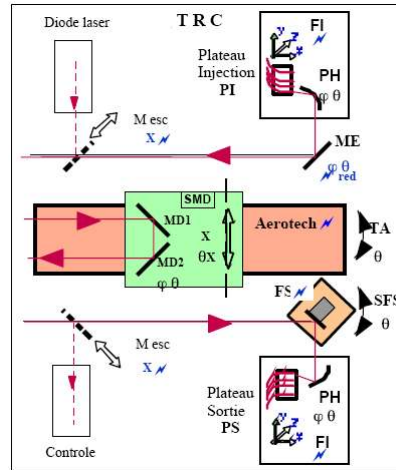 Diode laser
T R C
Plateau
Injection
PI
FI
y
z
x
PH
φ θ
M esc
X
ME
φ θ
red
SMD
MD1
MD2
φ θ
X
θx
Aerotech
TA
θ
FS
SFS
θ
M esc
X
Plateau
Sortie
PS
PH
φ θ
y
z
x
FI
Controle